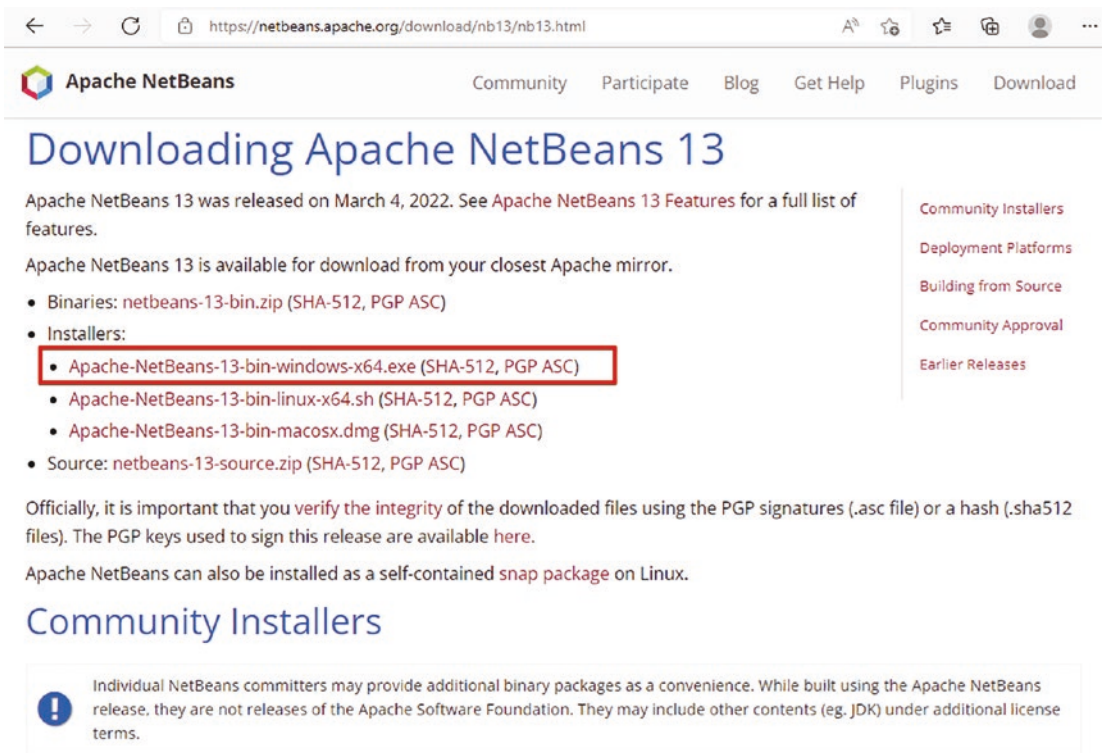 https://netbeans.apache.org/download/nb13/nb13.html
Apache NetBeans
Community Participate Blog Get Help Plugins Download
Downloading Apache NetBeans 13
Apache NetBeans 13 was released on March 4, 2022. See Apache NetBeans 13 Features for a full list of
features.
Apache NetBeans 13 is available for download from your closest Apache mirror.
• Binaries: netbeans-13-bin.zip (SHA-512, PGP ASC)
• Installers:
• Apache-NetBeans-13-bin-windows-x64.exe (SHA-512, PGP ASC)
• Apache-NetBeans-13-bin-linux-x64.sh (SHA-512, PGP ASC)
• Apache-NetBeans-13-bin-macosx.dmg (SHA-512, PGP ASC)
• Source: netbeans-13-source.zip (SHA-512, PGP ASC)
Community Installers
Deployment Platforms
Building from Source
Community Approval
Earlier Releases
Officially, it is important that you verify the integrity of the downloaded files using the PGP signatures (.asc file) or a hash (.sha512
files). The PGP keys used to sign this release are available here.
Apache NetBeans can also be installed as a self-contained snap package on Linux.
Community Installers
Individual NetBeans committers may provide additional binary packages as a convenience. While built using the Apache NetBeans
release, they are not releases of the Apache Software Foundation. They may include other contents (eg. JDK) under additional license
terms.